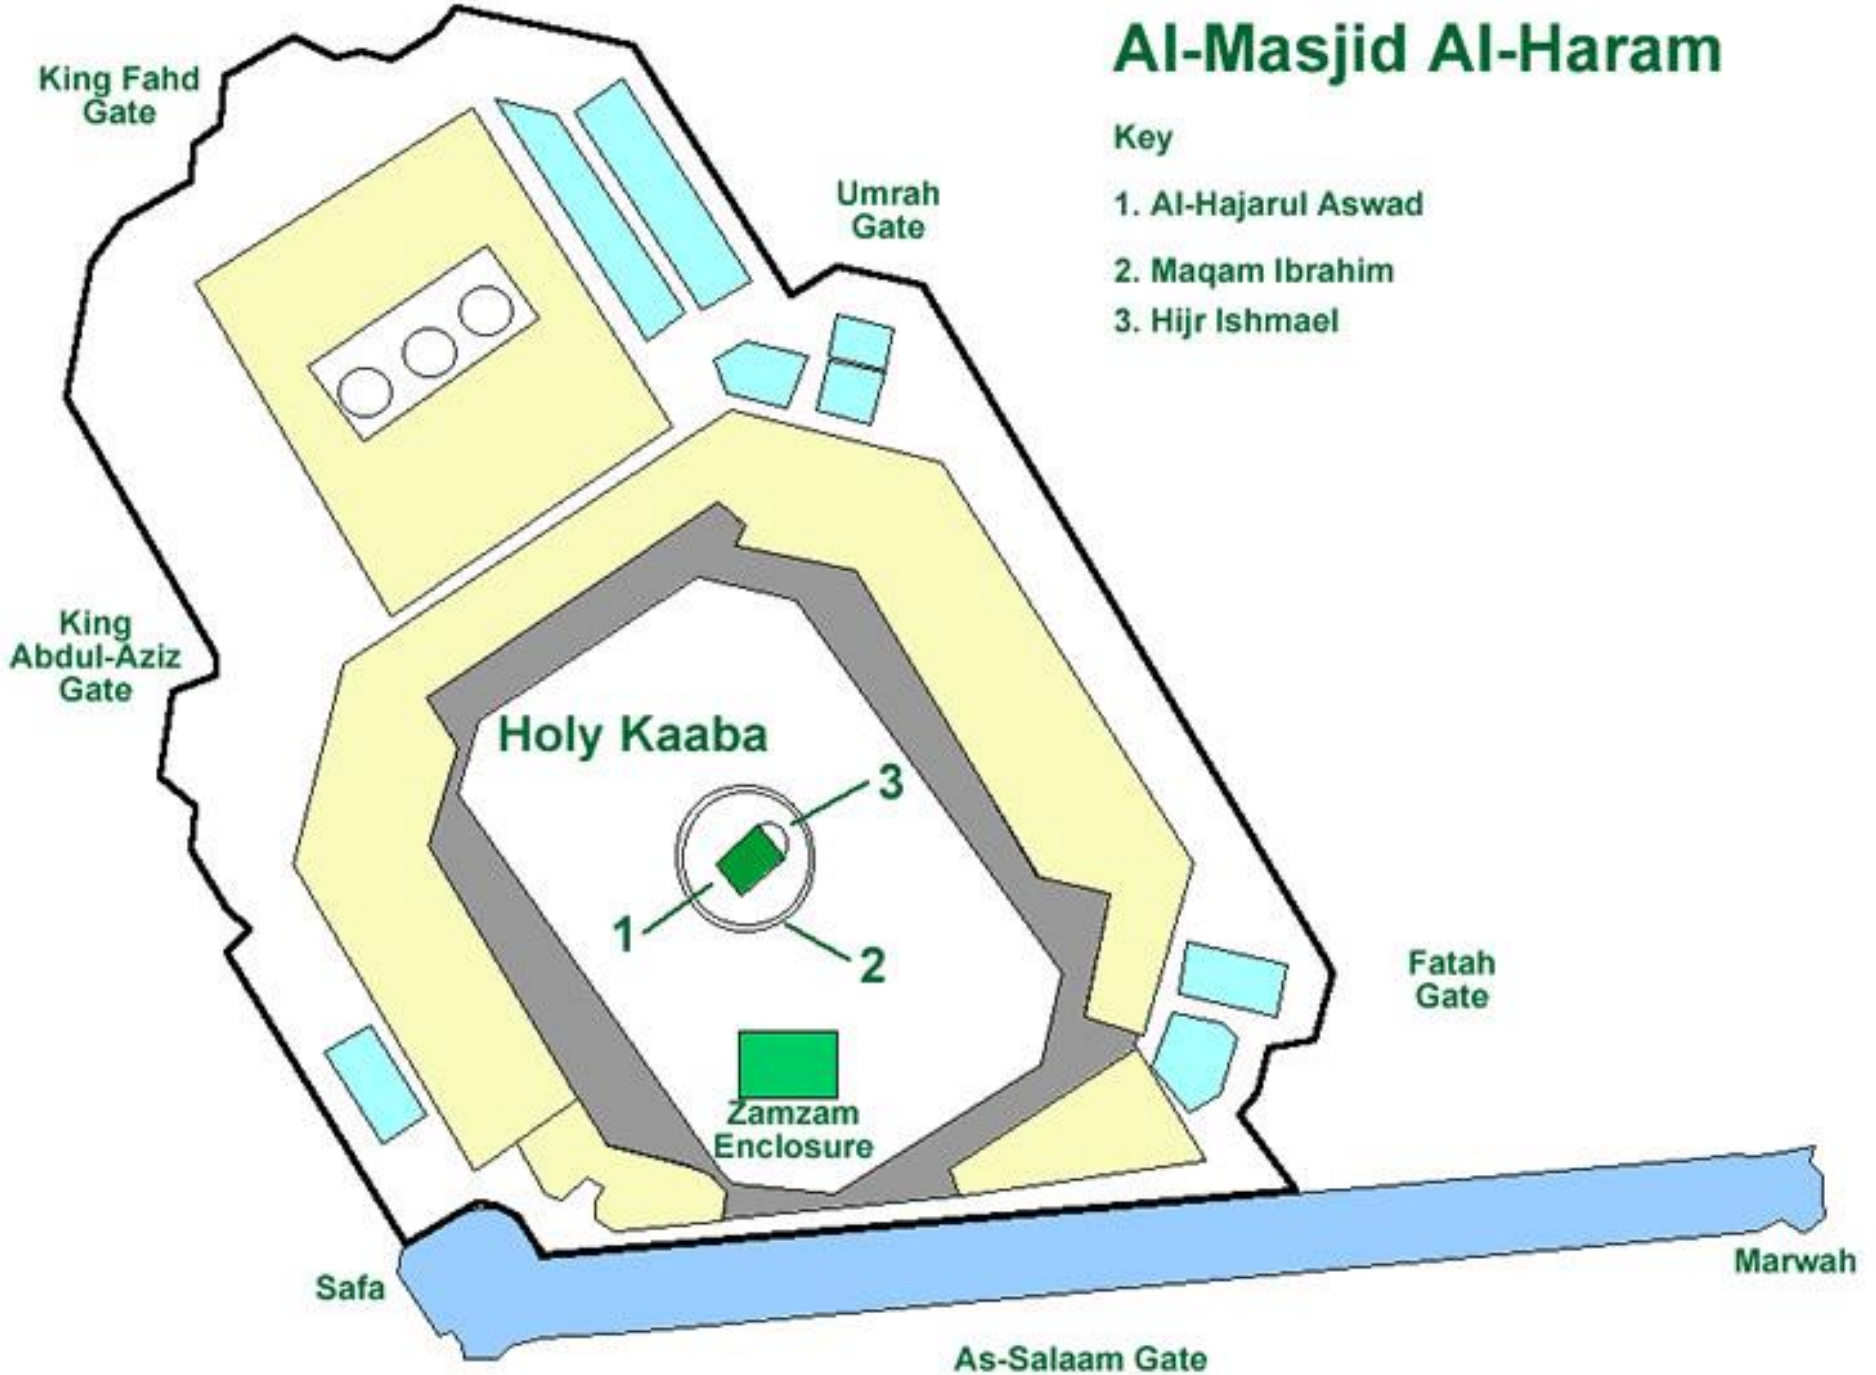 Al-Masjid Al-Haram
Key
1. Al-Hajarul Aswad
2. Maqam Ibrahim
3. Hijr Ishmael
King Fahd
Gate
Umrah
Gate
King
Abdul-Aziz
Gate
Holy Kaaba
3
1
2
Fatah
Gate
Zamzam
Enclosure
Safa
Marwah
As-Salaam Gate